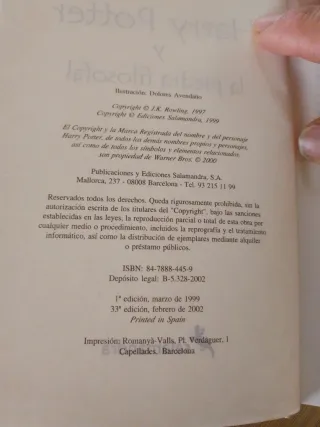 Harry Potter
y
la piedra filosofal
Ilustración: Dolores Avendaño
Copyright © J.K. Rowling, 1997
Copyright © Ediciones Salamandra, 1999
El Copyright y la Marca Registrada del nombre y del personaje
Harry Potter, de todos los demás nombres propios y personajes,
así como de todos los símbolos y elementos relacionados,
son propiedad de Warner Bros. © 2000
Publicaciones y Ediciones Salamandra, S.A.
Mallorca, 237 - 08008 Barcelona - Tel. 93 215 11 99
Reservados todos los derechos. Queda rigurosamente prohibida, sin la
autorización escrita de los titulares del "Copyright", bajo las sanciones
establecidas en las leyes, la reproducción parcial o total de esta obra por
cualquier medio o procedimiento, incluidos la reprografía y el tratamiento
informático, así como la distribución de ejemplares mediante alquiler
o préstamo públicos.
ISBN: 84-7888-445-9
Depósito legal: B-5.328-2002
1ª edición, marzo de 1999
33ª edición, febrero de 2002
Printed in Spain
Impresión: Romanyà-Valls, Pl. Verdaguer, 1
Capellades, Barcelona